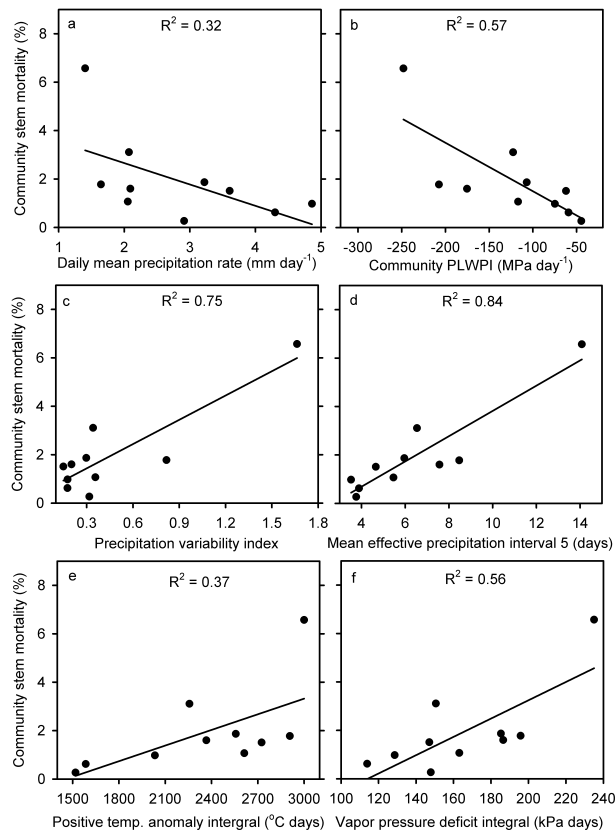 a
R² = 0.32
Community stem mortality (%)
8
6
4
2
0
1
2
3
4
5
Daily mean precipitation rate (mm day⁻¹)
b
R² = 0.57
-300
-250
-200
-150
-100
-50
Community PLWPI (MPa day⁻¹)
c
R² = 0.75
Community stem mortality (%)
8
6
4
2
0
0.3
0.6
0.9
1.2
1.5
1.8
Precipitation variability index
d
R² = 0.84
4
6
8
10
12
14
Mean effective precipitation interval 5 (days)
e
R² = 0.37
Community stem mortality (%)
8
6
4
2
0
1500
1800
2100
2400
2700
3000
Positive temp. anomaly intergral (°C days)
f
R² = 0.56
100
120
140
160
180
200
220
240
Vapor pressure deficit integral (kPa days)